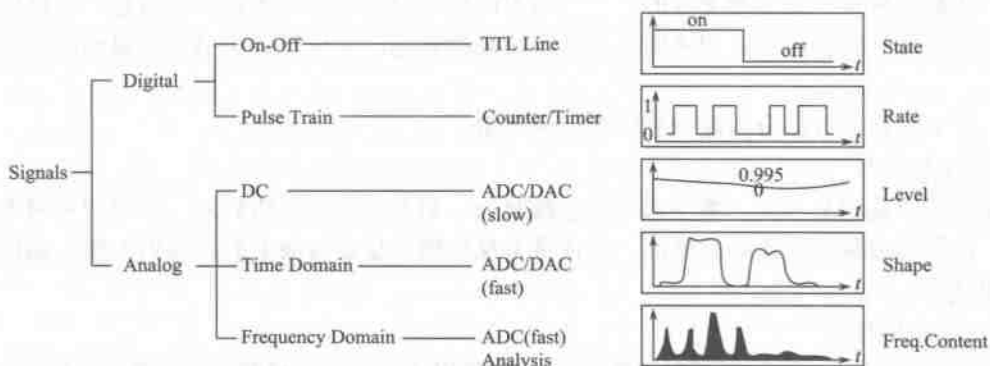 on
On-Off
TTL Line
off
State
t
Digital
Pulse Train
Counter/Timer
1
0
Rate
t
Signals
DC
ADC/DAC
(slow)
0.995
0
Level
t
Analog
Time Domain
ADC/DAC
(fast)
Shape
t
Frequency Domain
ADC(fast)
Analysis
Freq.Content
t